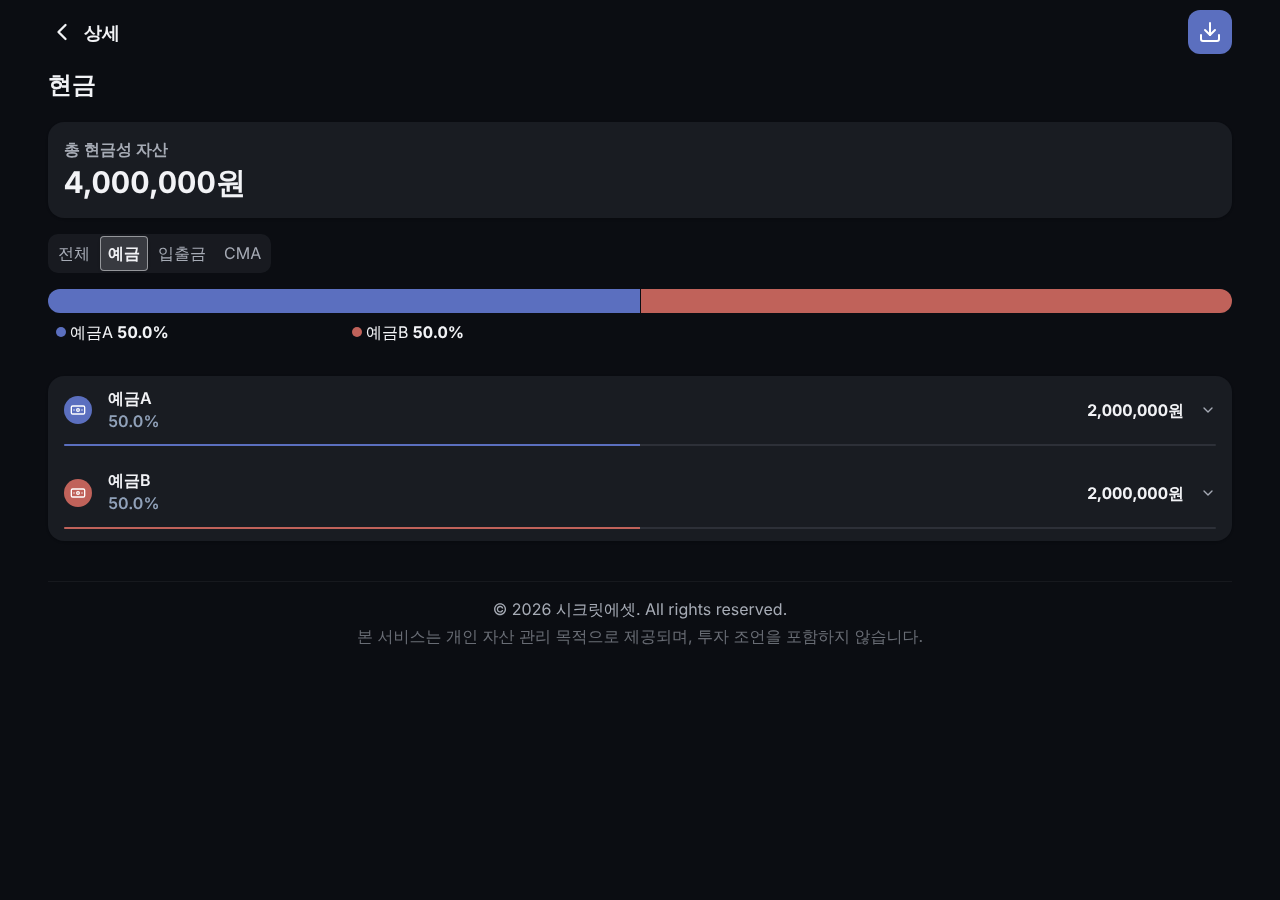 상세
현금
총 현금성 자산
4,000,000원
전체 예금 입출금 CMA
예금A 50.0% 예금B 50.0%
예금A
50.0%
2,000,000원
예금B
50.0%
2,000,000원
© 2026 시크릿에셋. All rights reserved.
본 서비스는 개인 자산 관리 목적으로 제공되며, 투자 조언을 포함하지 않습니다.